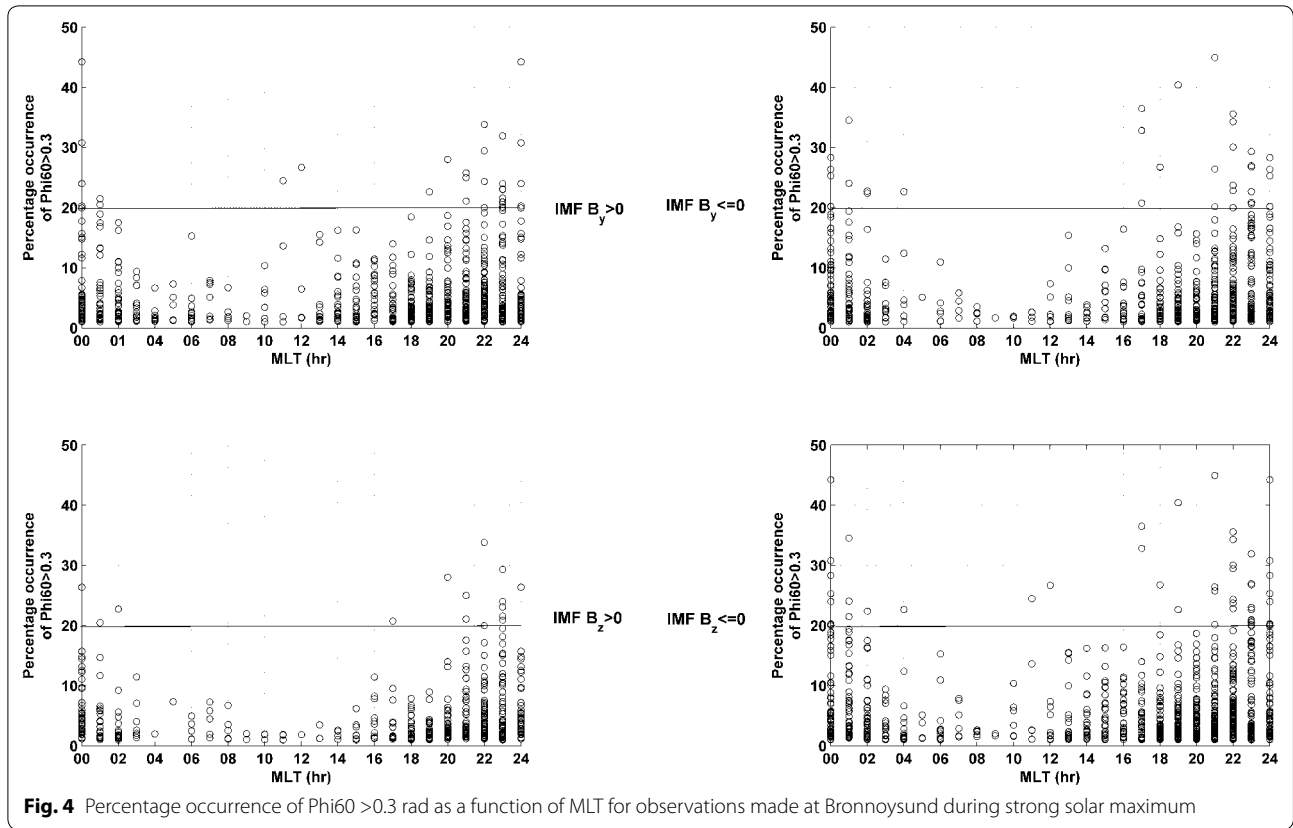 50
40
30
20
10
0
Percentage occurrence
of Phi60>0.3
00 00 01 02 04 06 08 10 12 14 16 18 20 22 24
MLT (hr)
IMF By>0
IMF By<=0
50
40
30
20
10
0
Percentage occurrence
of Phi60>0.3
00 02 04 06 08 10 12 14 16 18 20 22 24
MLT (hr)
50
40
30
20
10
0
Percentage occurrence
of Phi60>0.3
00 02 04 06 08 10 12 14 16 18 20 22 24
MLT (hr)
IMF Bz>0
IMF Bz<=0
50
40
30
20
10
0
Percentage occurrence
of Phi60>0.3
00 02 04 06 08 10 12 14 16 18 20 22 24
MLT (hr)
Fig. 4 Percentage occurrence of Phi60 >0.3 rad as a function of MLT for observations made at Bronnoysund during strong solar maximum